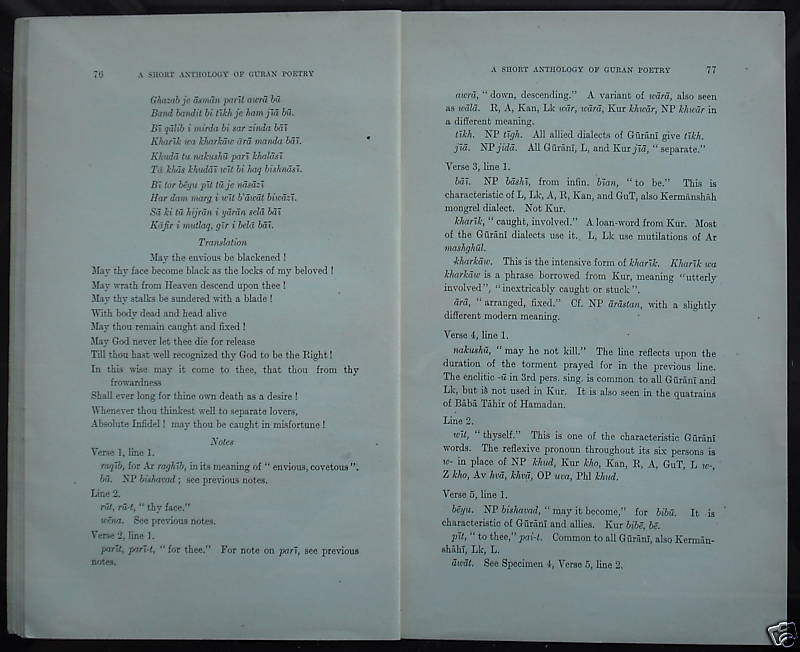 76 A SHORT ANTHOLOGY OF GURAN POETRY
Ghazab je āsmān parīt awrā bū
Band bandit bi tīkh je ham jīā bū.
Bī qālib i mirda bi sar zinda bāī
Kharīk wa kharkāw ārā manda bāī.
Khudā tu nakushū parī khalāsī
Tā khās khudāī wīt bi haq bishnāsī.
Bī tor bēyu pīt tū je nāsāzī
Har dam marg i wīt b'āwāt biwāzī.
Sā ki tū hijrān i yārān selā bāī
Kāfir i mutlaq, gīr i belā bāī.
Translation
May the envious be blackened !
May thy face become black as the locks of my beloved !
May wrath from Heaven descend upon thee !
May thy stalks be sundered with a blade !
With body dead and head alive
May thou remain caught and fixed !
May God never let thee die for release
Till thou hast well recognized thy God to be the Right !
In this wise may it come to thee, that thou from thy
frowardness
Shall ever long for thine own death as a desire !
Whenever thou thinkest well to separate lovers,
Absolute Infidel ! may thou be caught in misfortune !
Notes
Verse 1, line 1.
raqīb, for Ar raghīb, in its meaning of “ envious, covetous ”.
bū. NP bishavad ; see previous notes.
Line 2.
rūt, rū-t, “ thy face.”
wēna. See previous notes.
Verse 2, line 1.
parīt, parī-t, “ for thee.” For note on parī, see previous
notes.
A SHORT ANTHOLOGY OF GURAN POETRY 77
awrā, “ down, descending.” A variant of wārā, also seen
as wālā. R, A, Kan, Lk wār, wārā, Kur khwār, NP khwār in
a different meaning.
tīkh. NP tīgh. All allied dialects of Gūrānī give tīkh.
jīā. NP jidā. All Gūrānī, L, and Kur jīā, “ separate.”
Verse 3, line 1.
bāī. NP bāshī, from infin. bīan, “ to be.” This is
characteristic of L, Lk, A, R, Kan, and GuT, also Kermānshāh
mongrel dialect. Not Kur.
kharīk, “ caught, involved.” A loan-word from Kur. Most
of the Gūrānī dialects use it. L, Lk use mutilations of Ar
mashghūl.
kharkāw. This is the intensive form of kharīk. Kharīk wa
kharkāw is a phrase borrowed from Kur, meaning “utterly
involved”, “ inextricably caught or stuck ”.
ārā, “ arranged, fixed.” Cf. NP ārāstan, with a slightly
different modern meaning.
Verse 4, line 1.
nakushū, “ may he not kill.” The line reflects upon the
duration of the torment prayed for in the previous line.
The enclitic -ū in 3rd pers. sing. is common to all Gūrānī and
Lk, but is not used in Kur. It is also seen in the quatrains
of Bābā Tāhir of Hamadan.
Line 2.
wīt, “ thyself.” This is one of the characteristic Gūrānī
words. The reflexive pronoun throughout its six persons is
w- in place of NP khud, Kur kho, Kan, R, A, GuT, L w-,
Z kho, Av hvā, khvā, OP uva, Phl khud.
Verse 5, line 1.
bēyu. NP bishavad, “ may it become,” for bibū. It is
characteristic of Gūrānī and allies. Kur bibē, bē.
pīt, “ to thee,” pai-t. Common to all Gūrānī, also Kermān-
shāhī, Lk, L.
āwāt. See Specimen 4, Verse 5, line 2.